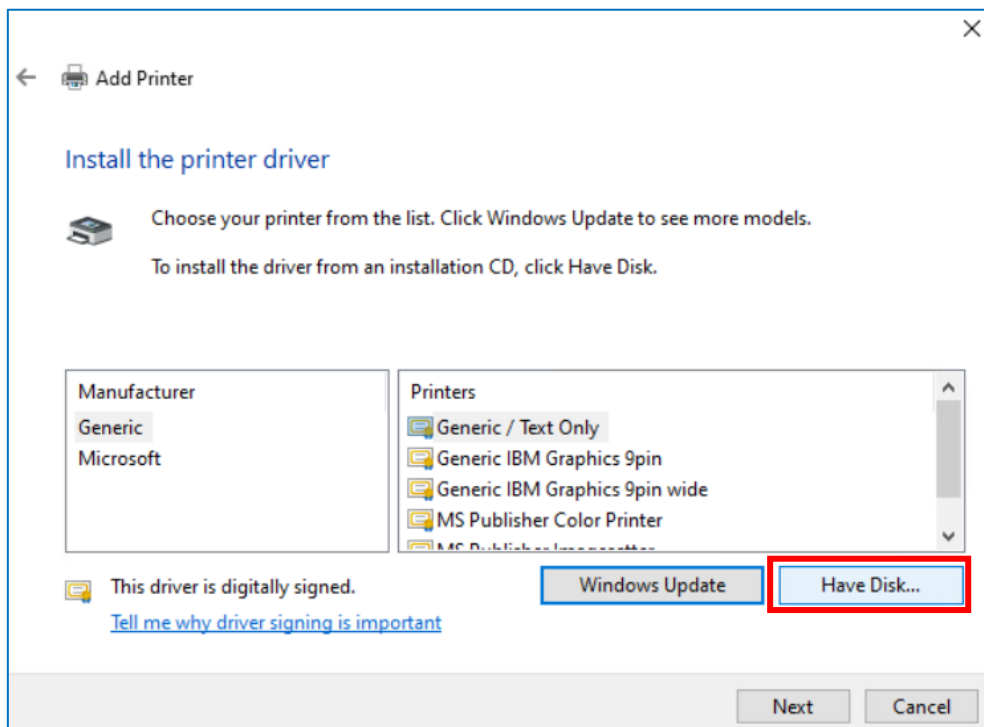 Add Printer
Install the printer driver
Choose your printer from the list. Click Windows Update to see more models.
To install the driver from an installation CD, click Have Disk.
Manufacturer
Generic
Microsoft
Printers
Generic / Text Only
Generic IBM Graphics 9pin
Generic IBM Graphics 9pin wide
MS Publisher Color Printer
MS Publisher Imagesetter
This driver is digitally signed.
Tell me why driver signing is important
Windows Update
Have Disk...
Next
Cancel